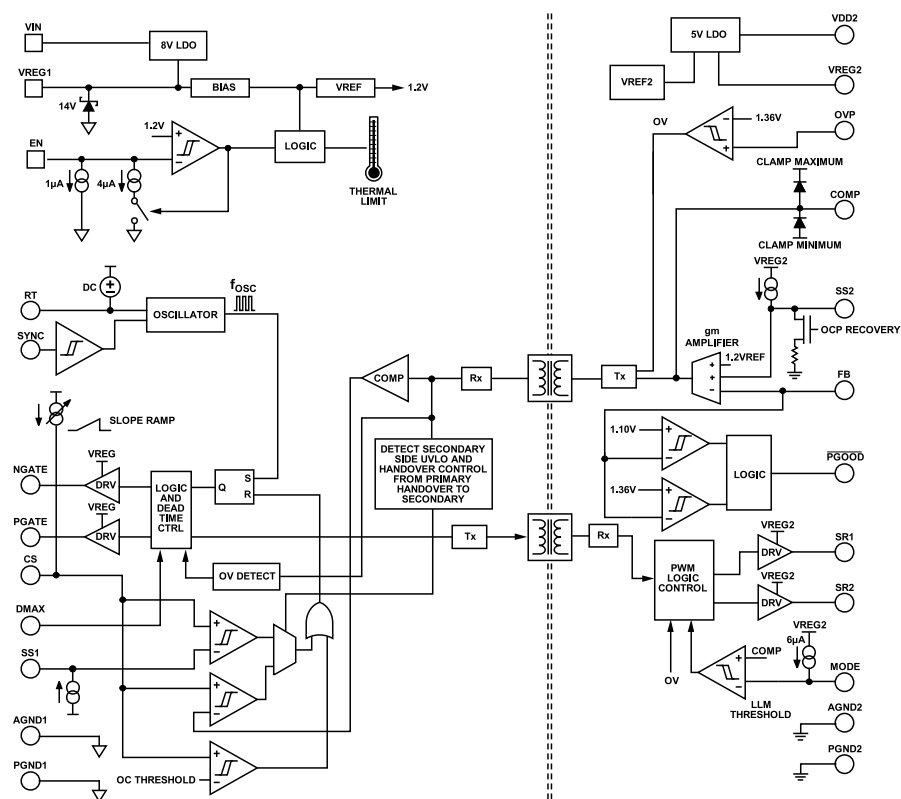 VIN
8V LDO
VREG1
BIAS
VREF
1.2V
14V
1.2V
EN
LOGIC
1µA
4µA
THERMAL
LIMIT
DC
RT
OSCILLATOR
fOSC
SYNC
SLOPE RAMP
COMP
Rx
NGATE
VREG
DRV
LOGIC
AND
DEAD
TIME
CTRL
Q
S
R
DETECT SECONDARY
SIDE UVLO AND
HANDOVER CONTROL
FROM PRIMARY
HANDOVER TO
SECONDARY
PGATE
VREG
DRV
Tx
CS
OV DETECT
DMAX
SS1
AGND1
PGND1
OC THRESHOLD
+
−
+
−
+
−
+
−
5V LDO
VDD2
VREF2
VREG2
OV
1.36V
OVP
−
+
CLAMP MAXIMUM
COMP
CLAMP MINIMUM
VREG2
SS2
OCP RECOVERY
gm
AMPLIFIER
1.2VREF
Tx
+
+
−
FB
1.10V
+
−
LOGIC
PGOOD
1.36V
+
−
Rx
PWM
LOGIC
CONTROL
VREG2
DRV
SR1
VREG2
DRV
SR2
VREG2
6µA
COMP
+
−
OV
MODE
LLM
THRESHOLD
AGND2
PGND2